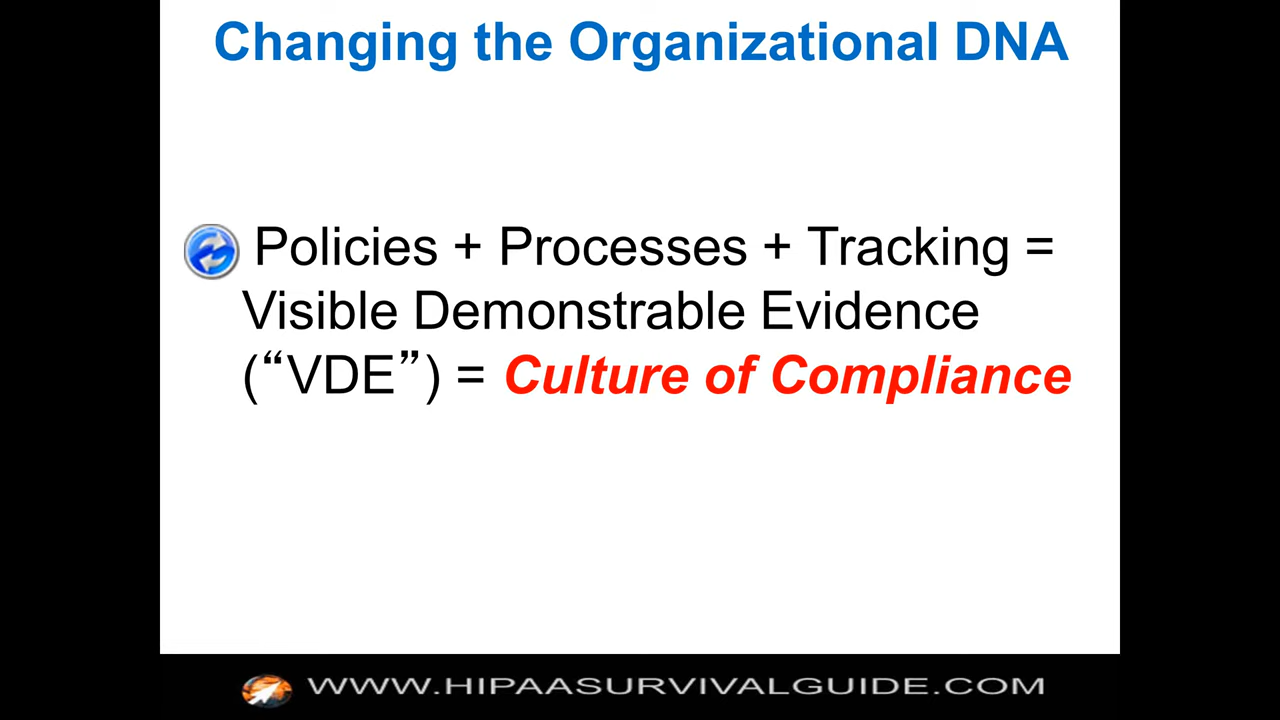 Changing the Organizational DNA
Policies + Processes + Tracking =
Visible Demonstrable Evidence
(“VDE”) = Culture of Compliance
WWW.HIPAASURVIVALGUIDE.COM